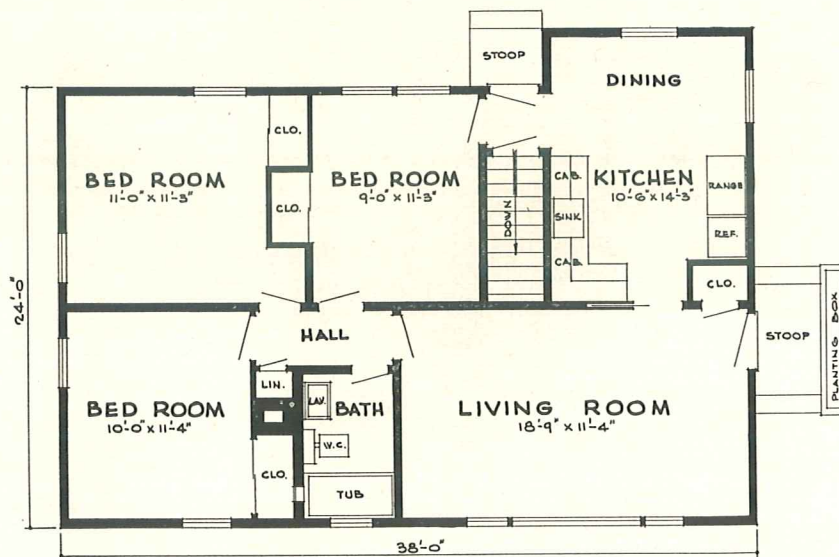 STOOP
DINING
CLO.
BED ROOM
11'-0" x 11'-3"
CLO.
BED ROOM
9'-0" x 11'-3"
DOWN
CAB.
SINK
CAB.
KITCHEN
10'-6" x 14'-3"
RANGE
REF.
CLO.
24'-0"
HALL
STOOP
PLANTING BOX
BED ROOM
10'-0" x 11'-4"
LIN.
LAV.
BATH
W.C.
CLO.
TUB
LIVING ROOM
18'-9" x 11'-4"
38'-0"